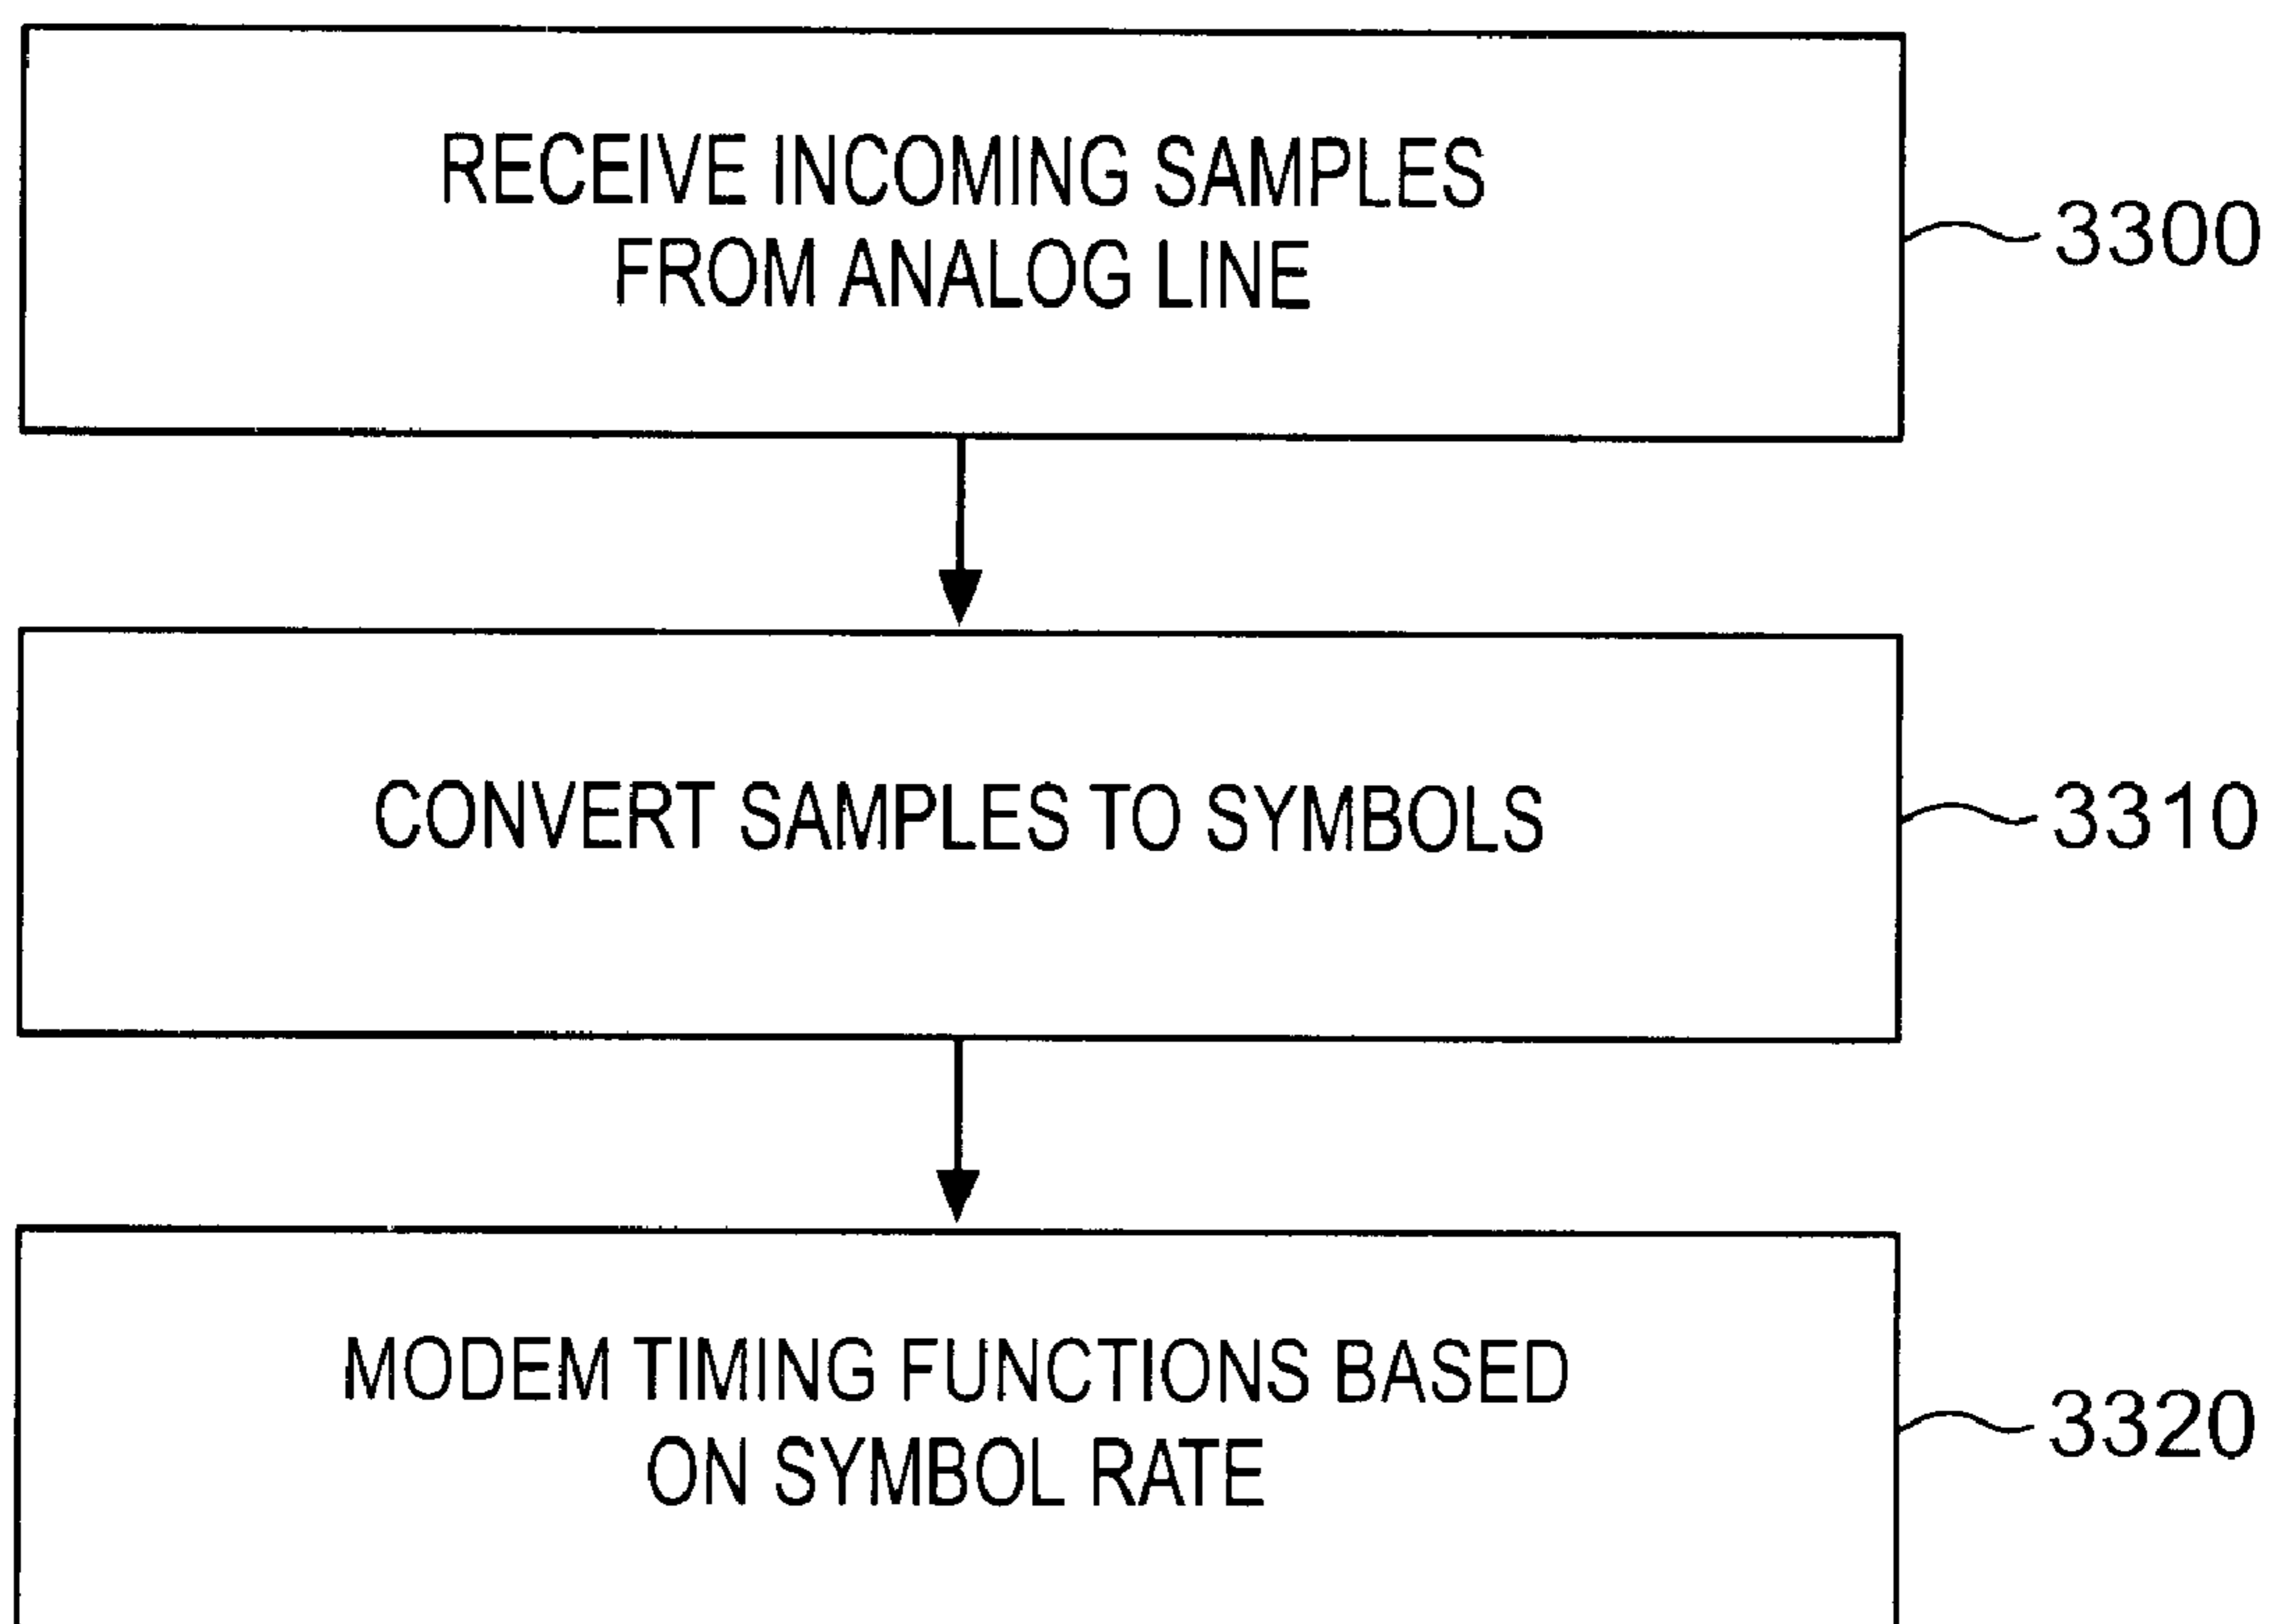 RECEIVE INCOMING SAMPLES
FROM ANALOG LINE
3300
CONVERT SAMPLES TO SYMBOLS
3310
MODEM TIMING FUNCTIONS BASED
ON SYMBOL RATE
3320